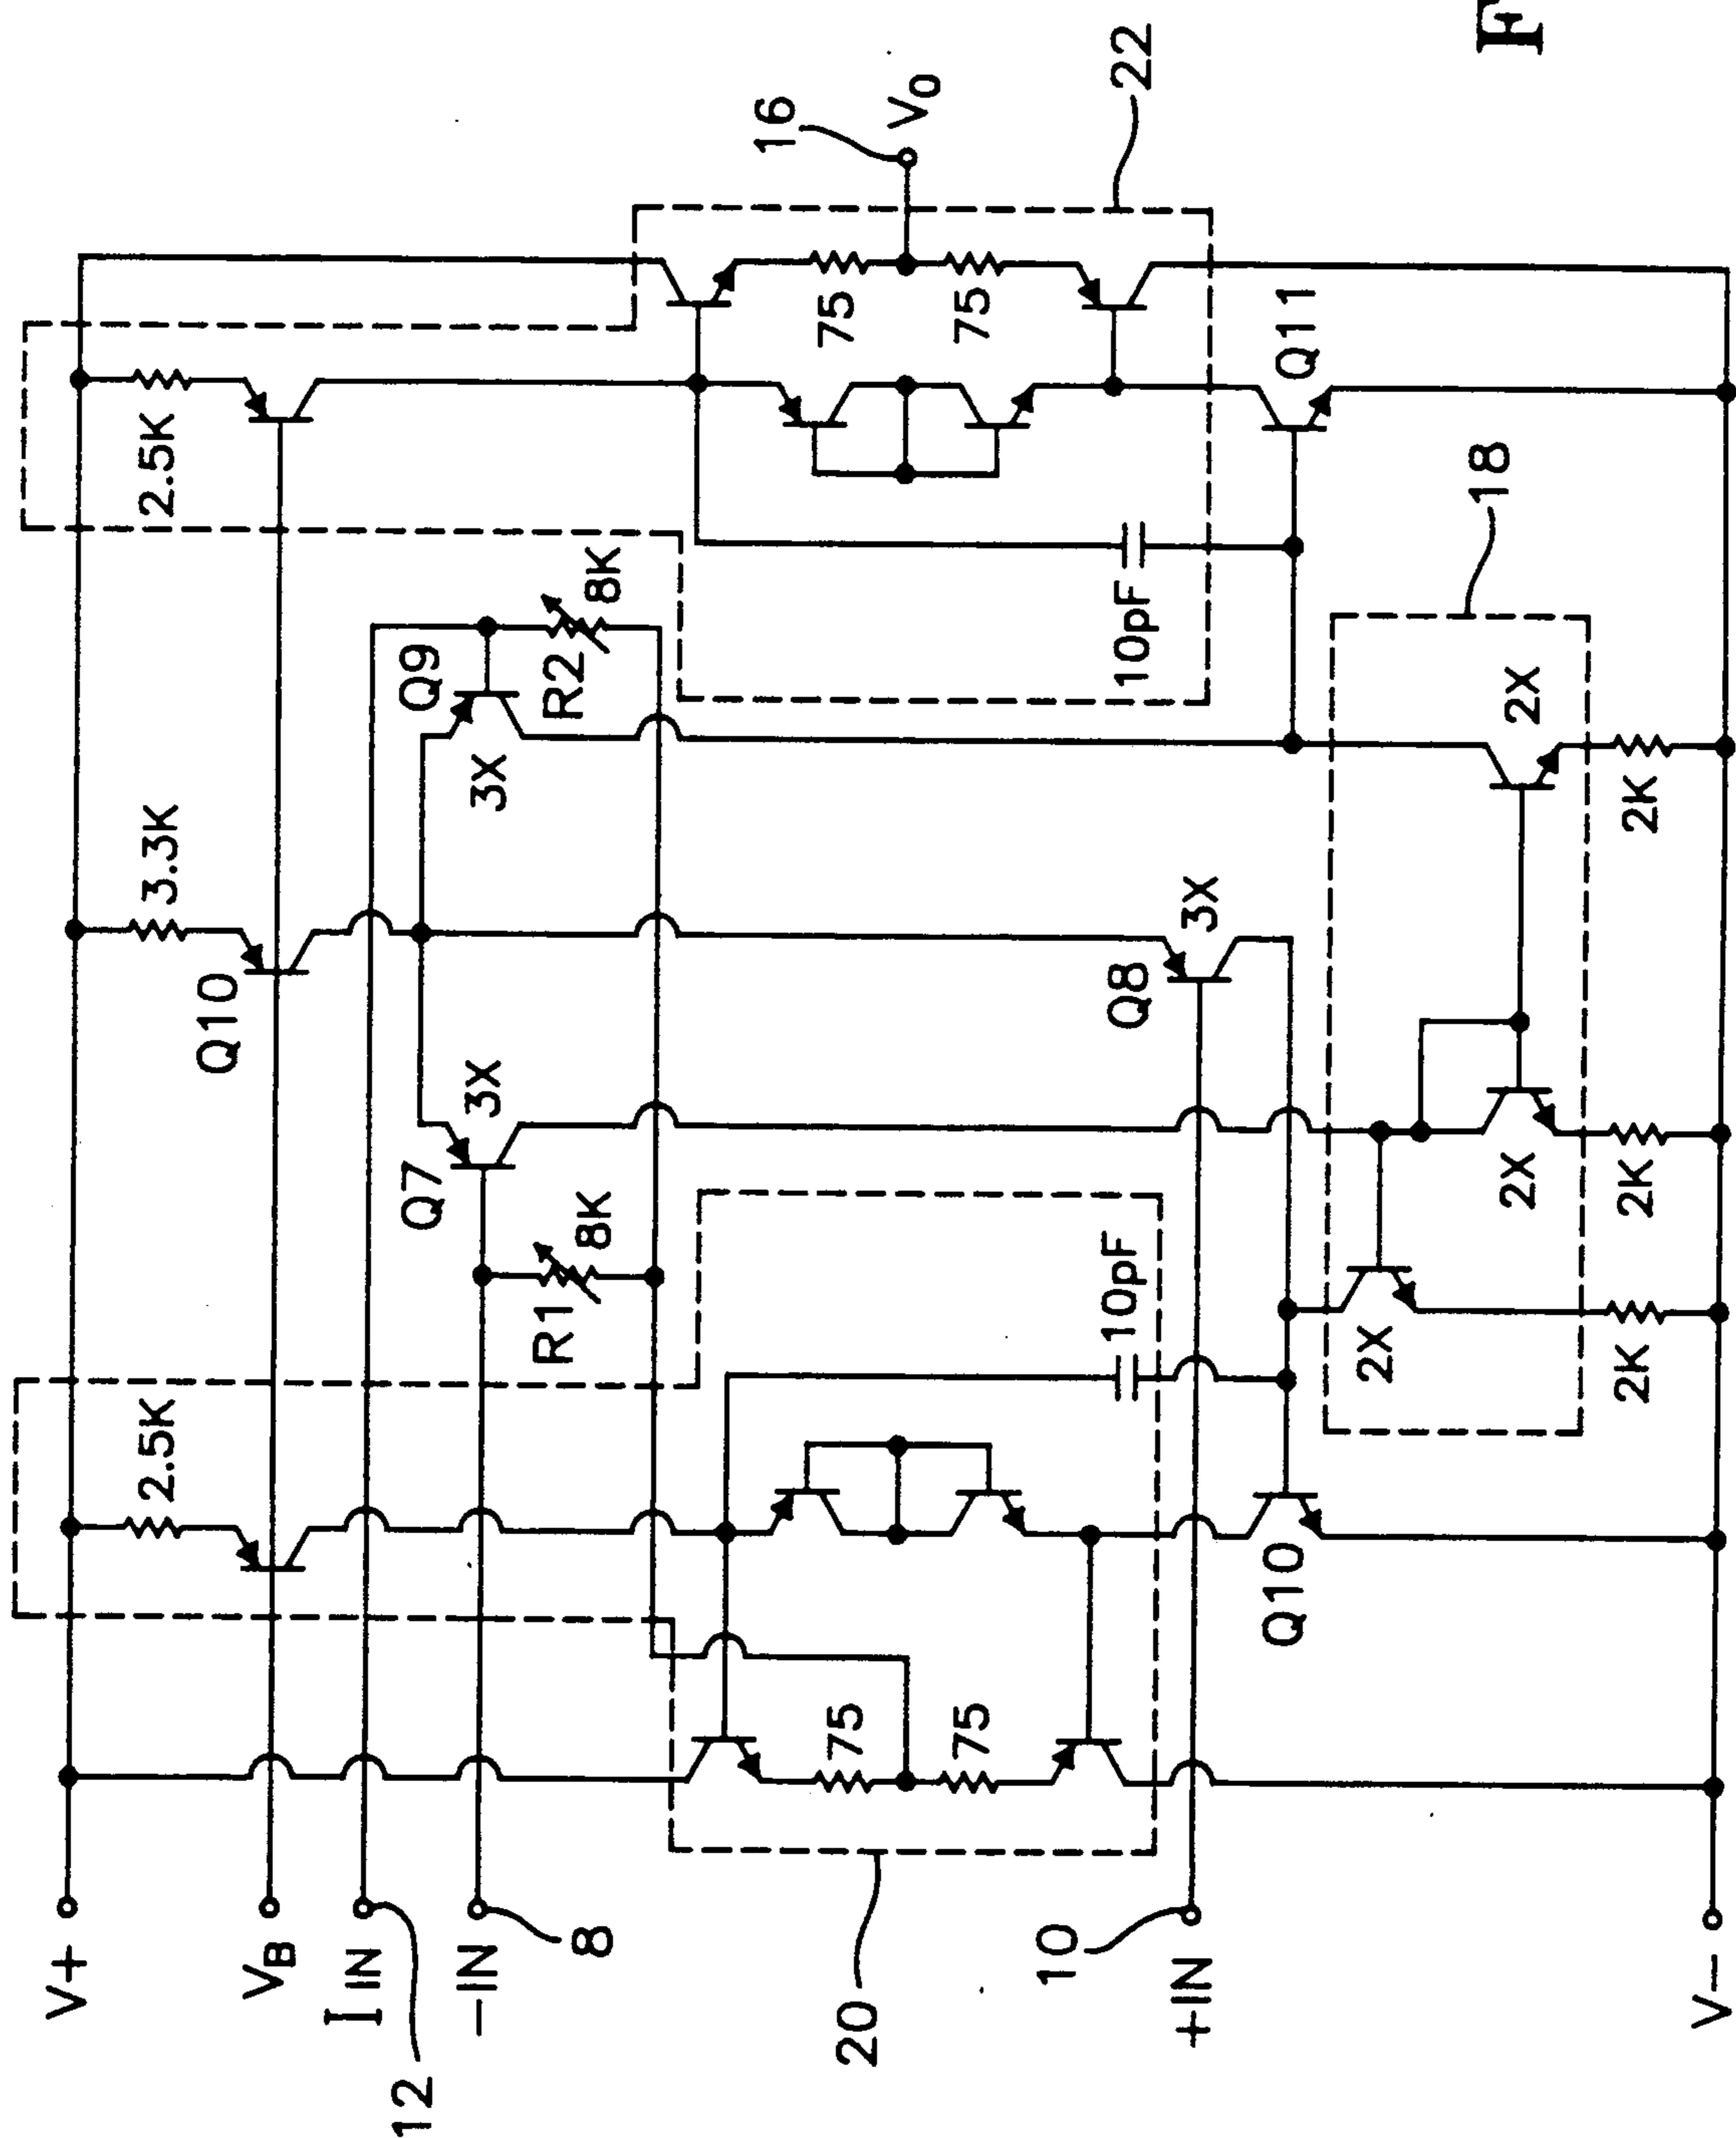 V+
VB
I IN
12
-IN
8
20
10
+IN
V-
2.5K
75
75
Q10
10pF
R1
8K
Q7
3X
2X
2K
2X
2K
Q10
3.3K
Q8
3X
3X
Q9
R2
8K
10pF
2X
2K
18
2.5K
75
75
Q11
16
VO
22
F